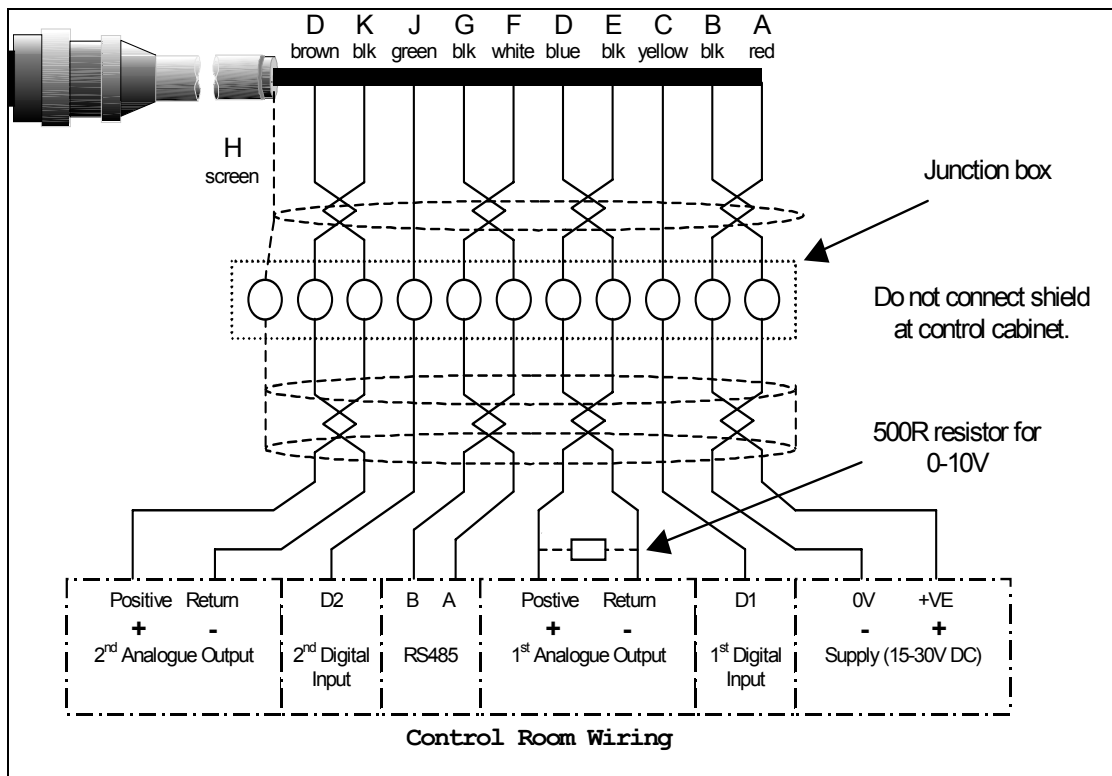 D K J G F D E C B A
brown blk green blk white blue blk yellow blk red
H
screen
Junction box
Do not connect shield
at control cabinet.
500R resistor for
0-10V
Positive Return D2 B A Postive Return D1 0V +VE
+ - + - - +
2nd Analogue Output 2nd Digital RS485 1st Analogue Output 1st Digital Supply (15-30V DC)
Input Input
Control Room Wiring